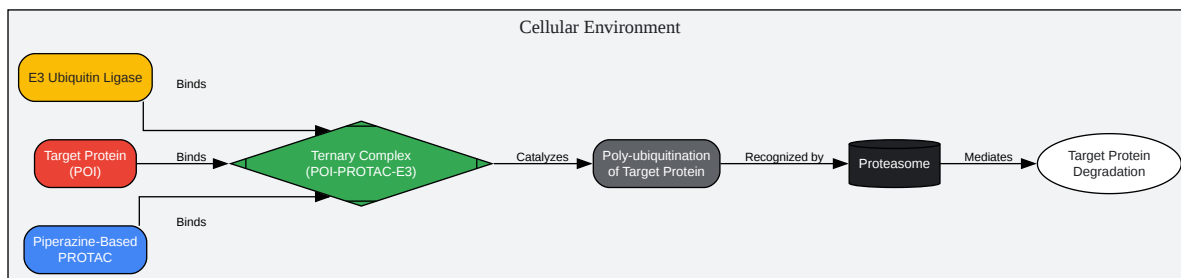 Cellular Environment
E3 Ubiquitin Ligase
Binds
Target Protein
(POI)
Binds
Piperazine-Based
PROTAC
Binds
Ternary Complex
(POI-PROTAC-E3)
Catalyzes
Poly-ubiquitination
of Target Protein
Recognized by
Proteasome
Mediates
Target Protein
Degradation